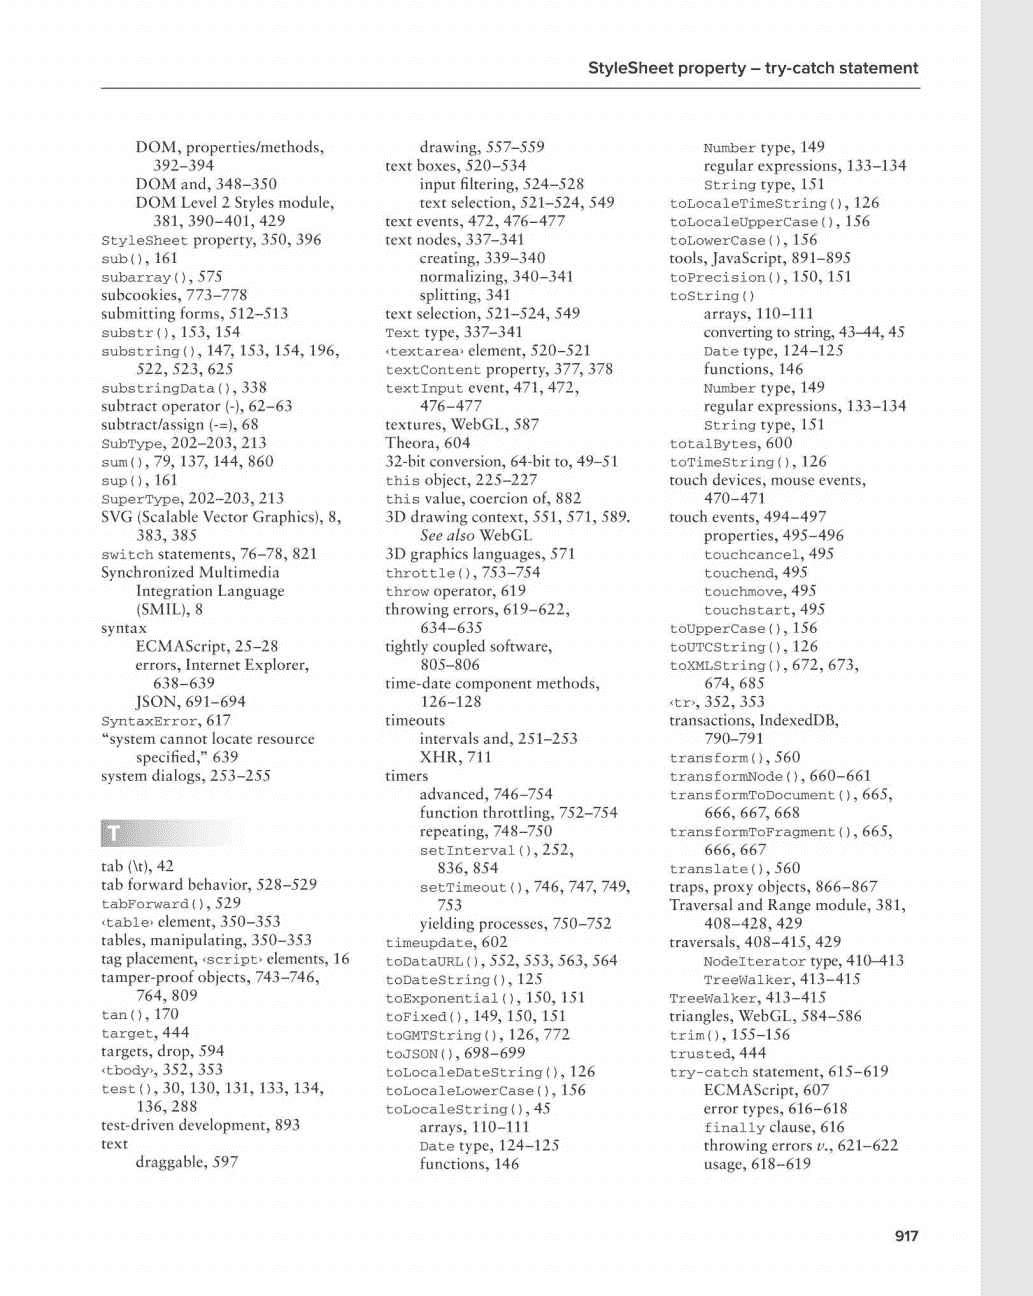 StyleSheet property – try-catch statement
DOM, properties/methods,
392–394
DOM and, 348–350
DOM Level 2 Styles module,
381, 390–401, 429
StyleSheet property, 350, 396
sub(), 161
subarray(), 575
subcookies, 773–778
submitting forms, 512–513
substr(), 153, 154
substring(), 147, 153, 154, 196,
522, 523, 625
substringData(), 338
subtract operator (-), 62–63
subtract/assign (-=), 68
SubType, 202–203, 213
sum(), 79, 137, 144, 860
sup(), 161
SuperType, 202–203, 213
SVG (Scalable Vector Graphics), 8,
383, 385
switch statements, 76–78, 821
Synchronized Multimedia
Integration Language
(SMIL), 8
syntax
ECMAScript, 25–28
errors, Internet Explorer,
638–639
JSON, 691–694
SyntaxError, 617
“system cannot locate resource
specified,” 639
system dialogs, 253–255
T
tab (\t), 42
tab forward behavior, 528–529
tabForward(), 529
‹table› element, 350–353
tables, manipulating, 350–353
tag placement, ‹script› elements, 16
tamper-proof objects, 743–746,
764, 809
tan(), 170
target, 444
targets, drop, 594
‹tbody›, 352, 353
test(), 30, 130, 131, 133, 134,
136, 288
test-driven development, 893
text
draggable, 597
drawing, 557–559
text boxes, 520–534
input filtering, 524–528
text selection, 521–524, 549
text events, 472, 476–477
text nodes, 337–341
creating, 339–340
normalizing, 340–341
splitting, 341
text selection, 521–524, 549
Text type, 337–341
‹textarea› element, 520–521
textContent property, 377, 378
textInput event, 471, 472,
476–477
textures, WebGL, 587
Theora, 604
32-bit conversion, 64-bit to, 49–51
this object, 225–227
this value, coercion of, 882
3D drawing context, 551, 571, 589.
See also WebGL
3D graphics languages, 571
throttle(), 753–754
throw operator, 619
throwing errors, 619–622,
634–635
tightly coupled software,
805–806
time-date component methods,
126–128
timeouts
intervals and, 251–253
XHR, 711
timers
advanced, 746–754
function throttling, 752–754
repeating, 748–750
setInterval(), 252,
836, 854
setTimeout(), 746, 747, 749,
753
yielding processes, 750–752
timeupdate, 602
toDataURL(), 552, 553, 563, 564
toDateString(), 125
toExponential(), 150, 151
toFixed(), 149, 150, 151
toGMTString(), 126, 772
toJSON(), 698–699
toLocaleDateString(), 126
toLocaleLowerCase(), 156
toLocaleString(), 45
arrays, 110–111
Date type, 124–125
functions, 146
Number type, 149
regular expressions, 133–134
String type, 151
toLocaleTimeString(), 126
toLocaleUpperCase(), 156
toLowerCase(), 156
tools, JavaScript, 891–895
toPrecision(), 150, 151
toString()
arrays, 110–111
converting to string, 43–44, 45
Date type, 124–125
functions, 146
Number type, 149
regular expressions, 133–134
String type, 151
totalBytes, 600
toTimeString(), 126
touch devices, mouse events,
470–471
touch events, 494–497
properties, 495–496
touchcancel, 495
touchend, 495
touchmove, 495
touchstart, 495
toUpperCase(), 156
toUTCString(), 126
toXMLString(), 672, 673,
674, 685
‹tr›, 352, 353
transactions, IndexedDB,
790–791
transform(), 560
transformNode(), 660–661
transformToDocument(), 665,
666, 667, 668
transformToFragment(), 665,
666, 667
translate(), 560
traps, proxy objects, 866–867
Traversal and Range module, 381,
408–428, 429
traversals, 408–415, 429
NodeIterator type, 410–413
TreeWalker, 413–415
TreeWalker, 413–415
triangles, WebGL, 584–586
trim(), 155–156
trusted, 444
try-catch statement, 615–619
ECMAScript, 607
error types, 616–618
finally clause, 616
throwing errors v., 621–622
usage, 618–619
917